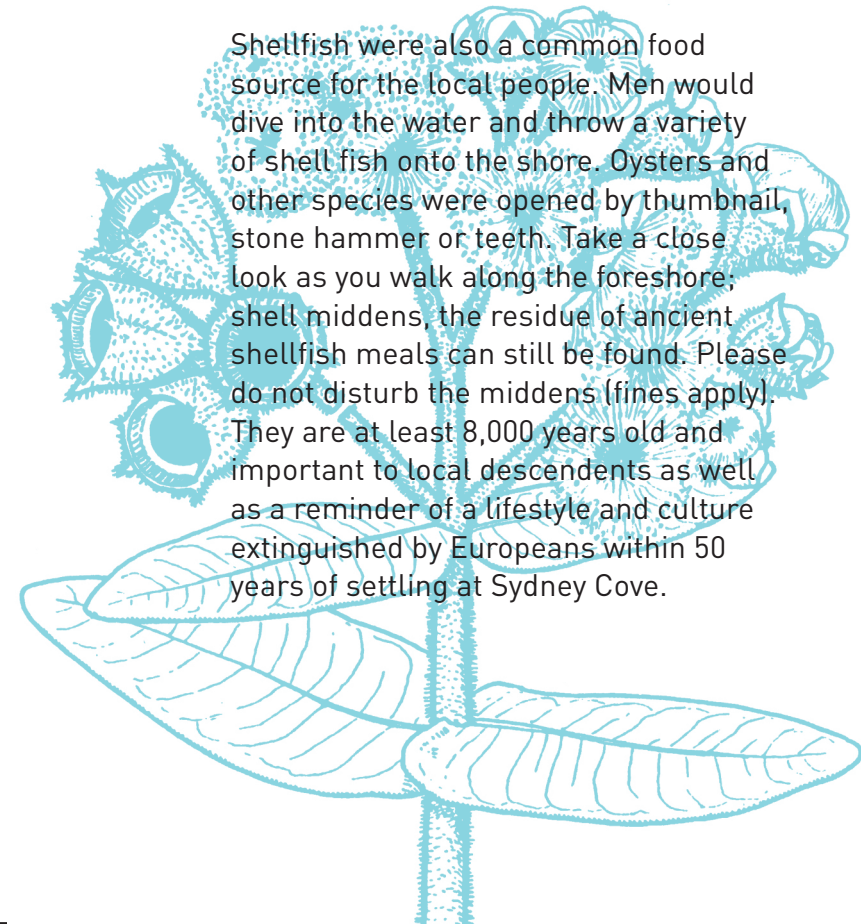 Shellfish were also a common food
source for the local people. Men would
dive into the water and throw a variety
of shell fish onto the shore. Oysters and
other species were opened by thumbnail,
stone hammer or teeth. Take a close
look as you walk along the foreshore;
shell middens, the residue of ancient
shellfish meals can still be found. Please
do not disturb the middens (fines apply).
They are at least 8,000 years old and
important to local descendents as well
as a reminder of a lifestyle and culture
extinguished by Europeans within 50
years of settling at Sydney Cove.